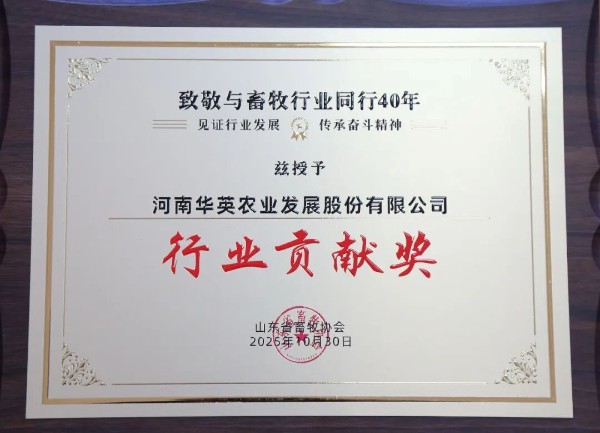 致敬与畜牧行业同行40年
见证行业发展 传承奋斗精神
兹授予
河南华英农业发展股份有限公司
行业贡献奖
山东省畜牧协会
2025年10月30日